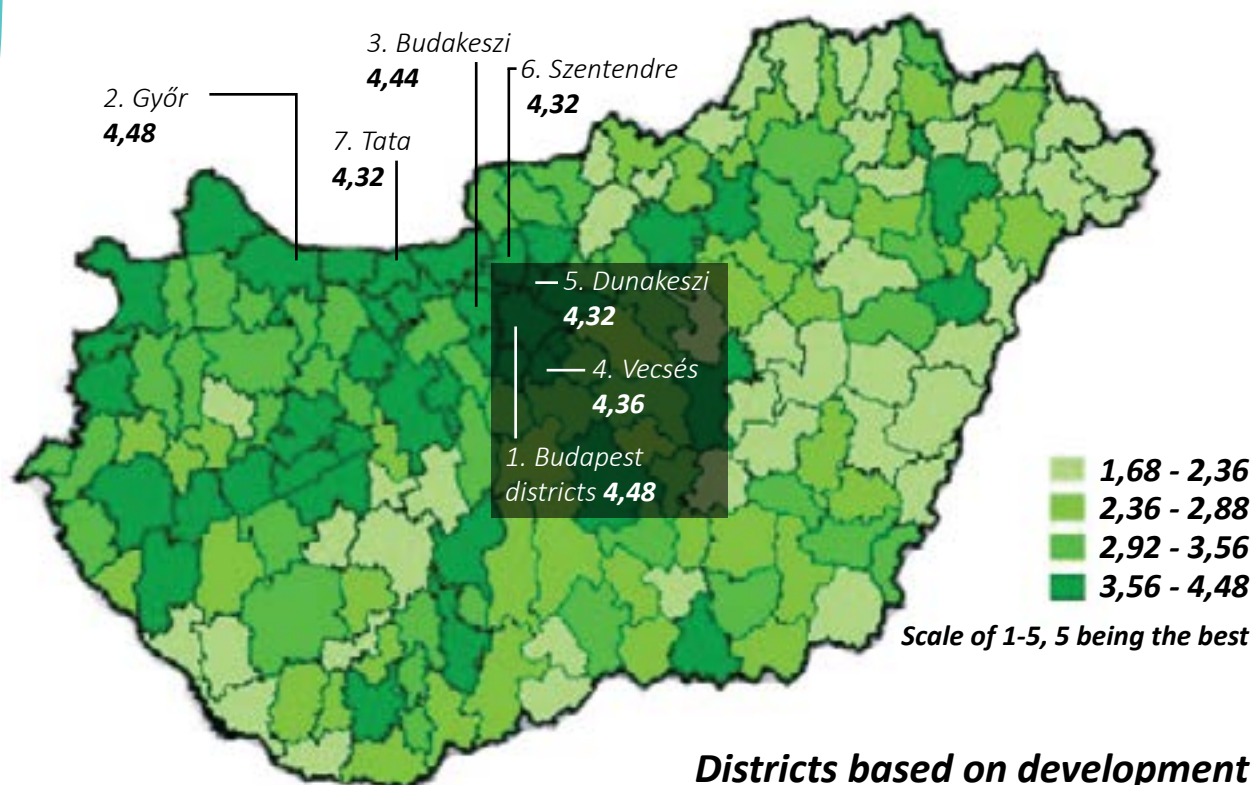 3. Budakeszi
4,44
6. Szentendre
4,32
2. Győr
4,48
7. Tata
4,32
5. Dunakeszi
4,32
4. Vecsés
4,36
1. Budapest
districts 4,48
1,68 - 2,36
2,36 - 2,88
2,92 - 3,56
3,56 - 4,48
Scale of 1-5, 5 being the best
Districts based on development